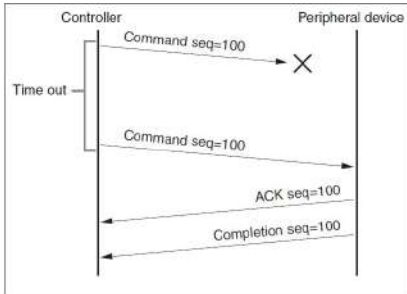 Controller
Peripheral device
Command seq=100
Time out
Command seq=100
ACK seq=100
Completion seq=100